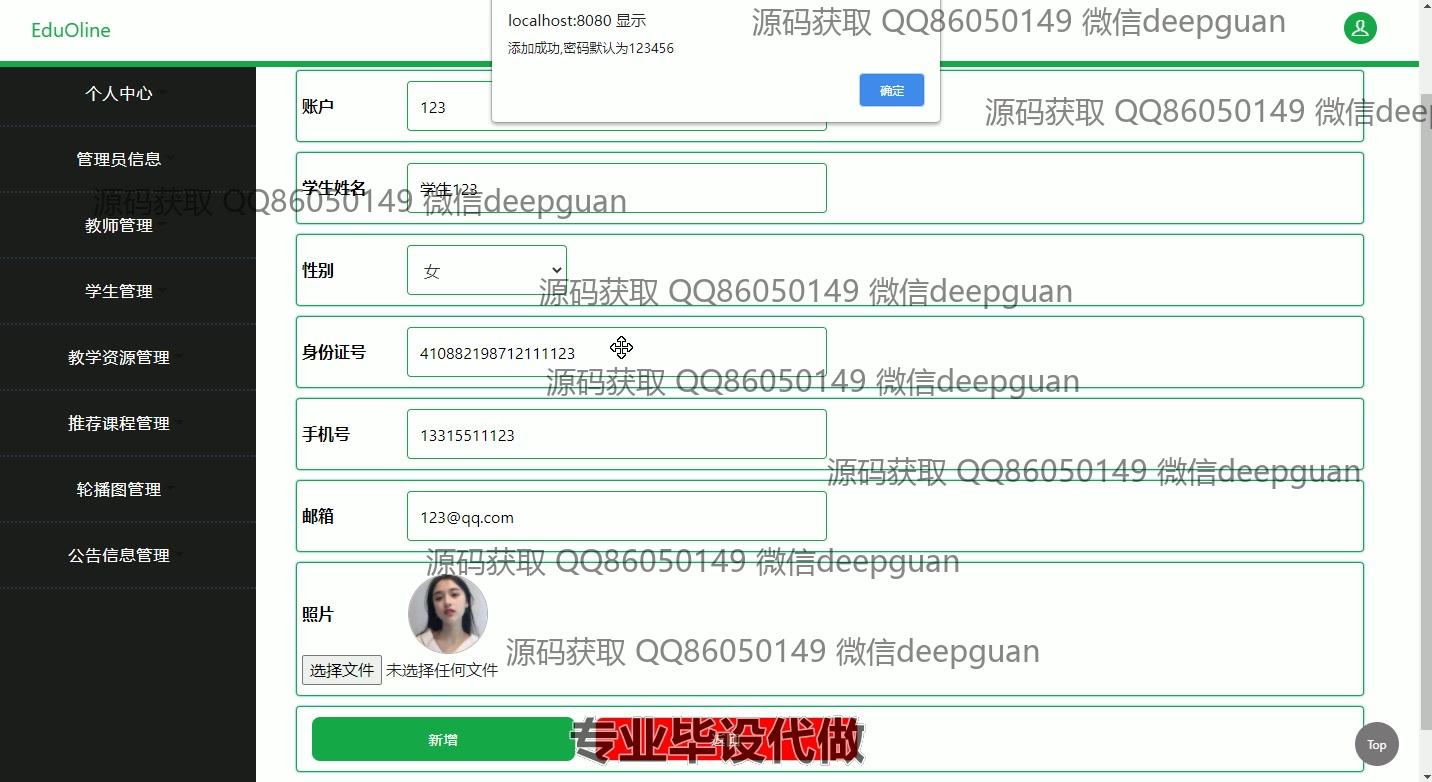 EduOline
localhost:8080 显示
添加成功,密码默认为123456
确定
源码获取 QQ86050149 微信deepguan
个人中心
管理员信息
教师管理
学生管理
教学资源管理
推荐课程管理
轮播图管理
公告信息管理
账户
123
源码获取 QQ86050149 微信deep
学生姓名
学生123
源码获取 QQ86050149 微信deepguan
性别
女
源码获取 QQ86050149 微信deepguan
身份证号
410882198712111123
源码获取 QQ86050149 微信deepguan
手机号
13315511123
源码获取 QQ86050149 微信deepguan
邮箱
123@qq.com
源码获取 QQ86050149 微信deepguan
照片
选择文件 未选择任何文件
源码获取 QQ86050149 微信deepguan
新增
专业毕设代做
返回
Top